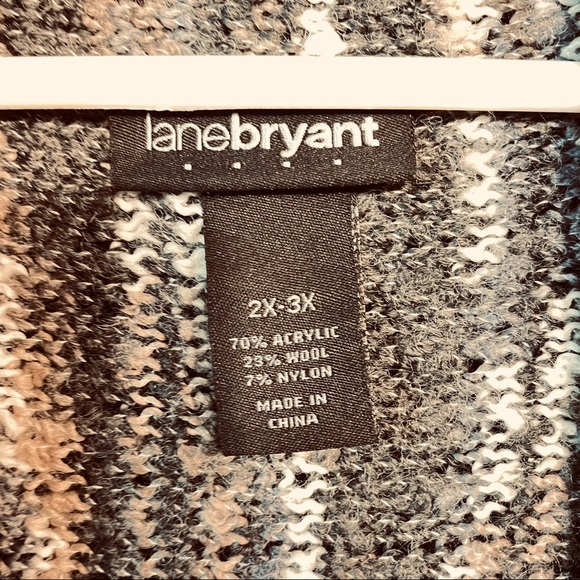 lanebryant
2X-3X
70% ACRYLIC
23% WOOL
7% NYLON
MADE IN
CHINA